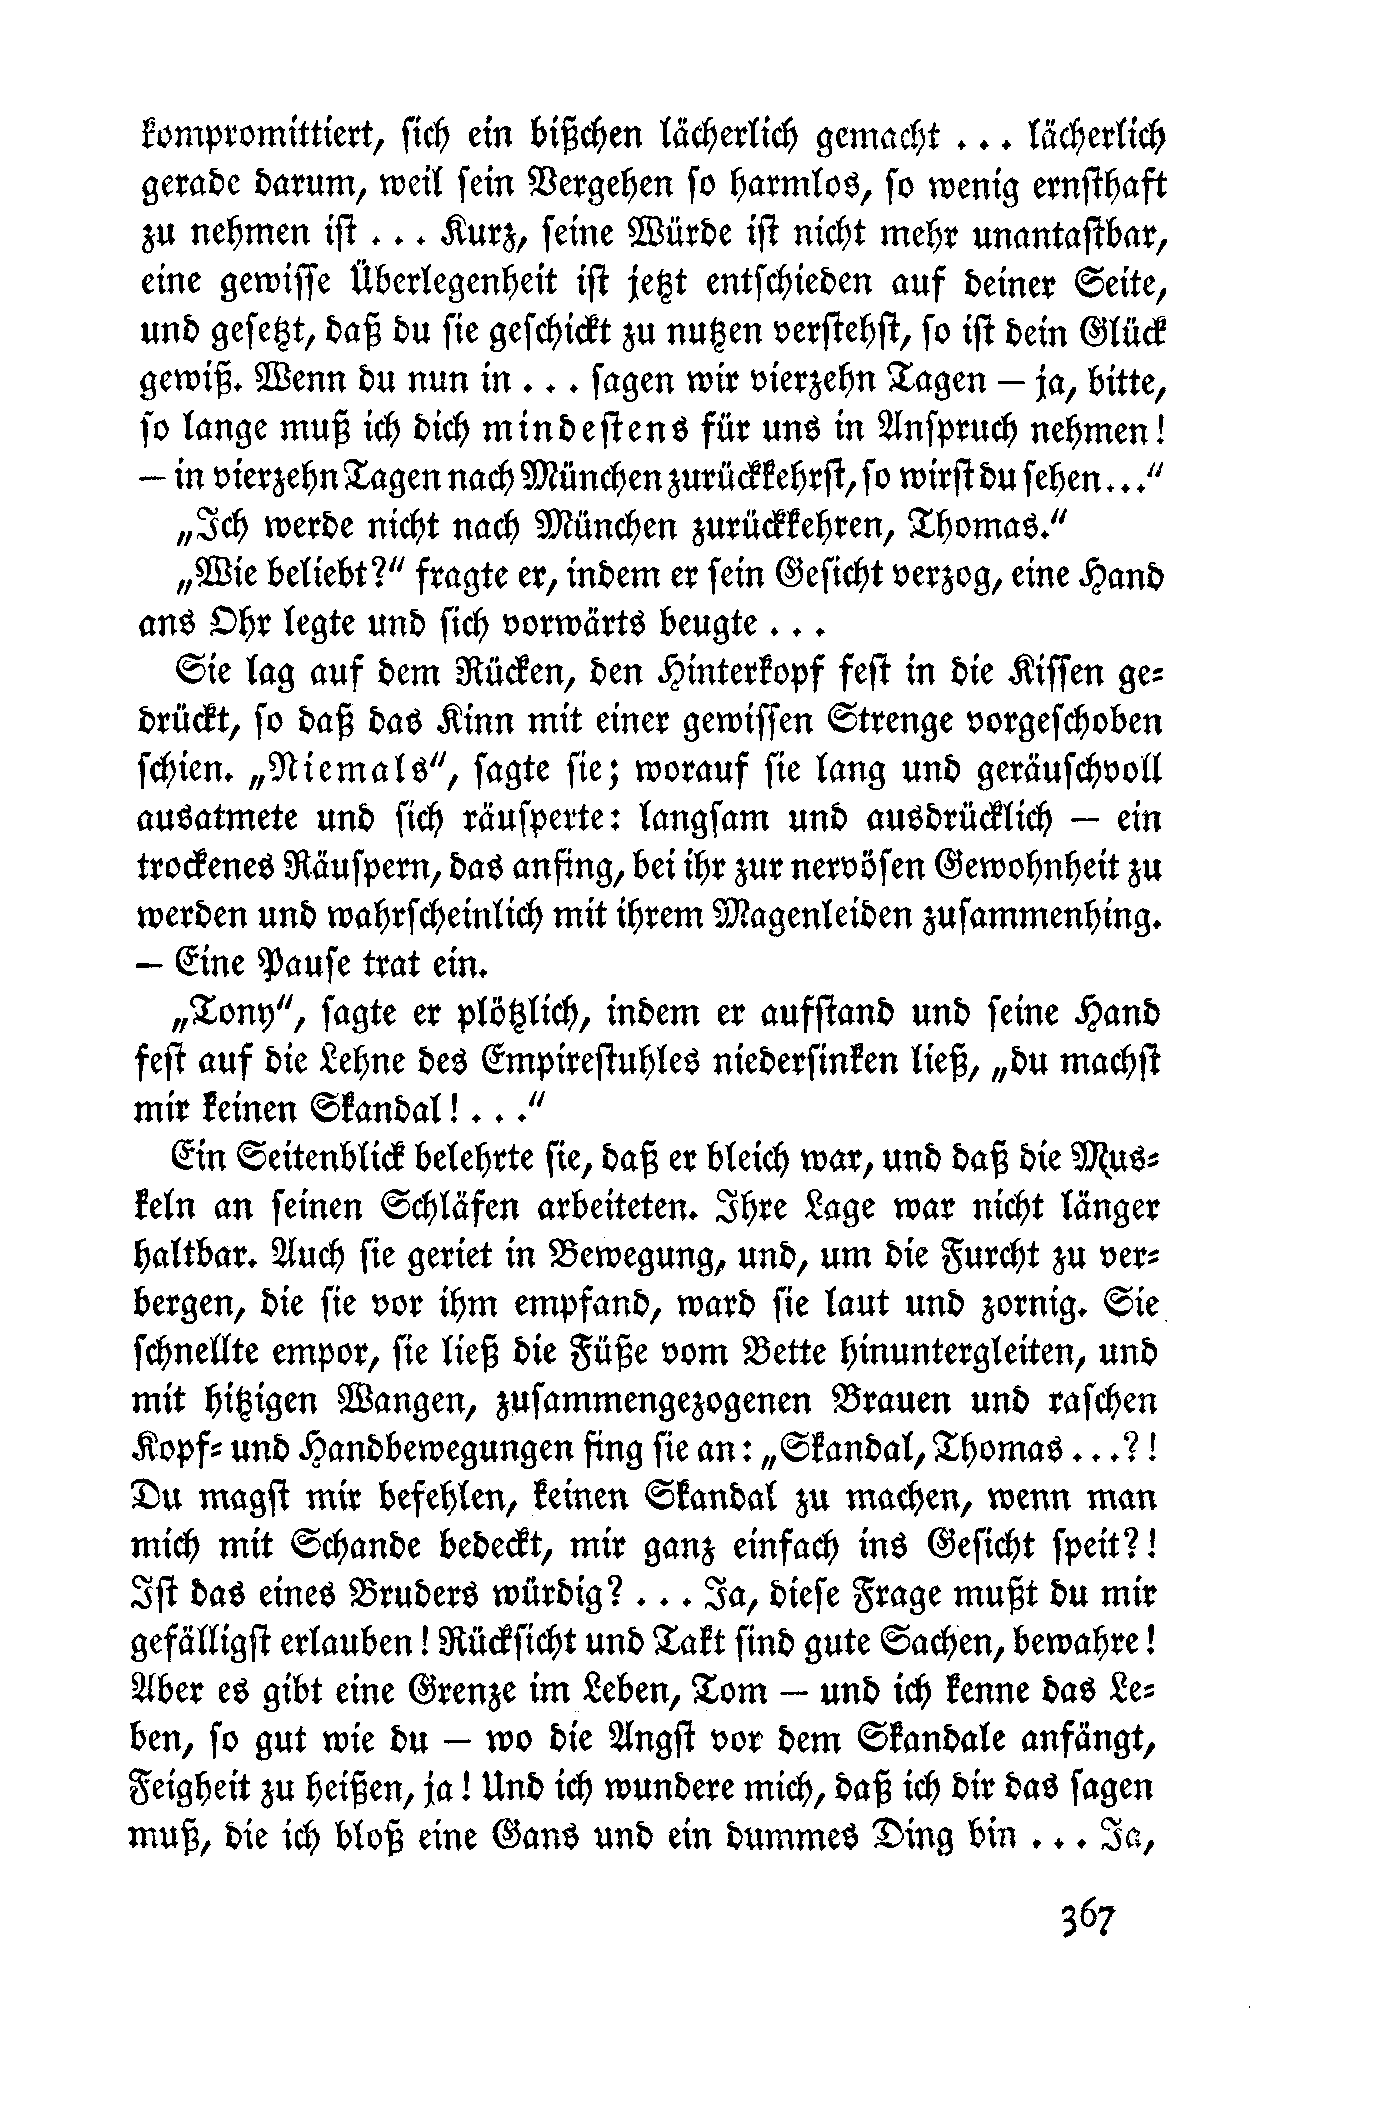 kompromittiert, sich ein bißchen lächerlich gemacht . . . lächerlich
gerade darum, weil sein Vergehen so harmlos, so wenig ernsthaft
zu nehmen ist . . . Kurz, seine Würde ist nicht mehr unantastbar,
eine gewisse Überlegenheit ist jetzt entschieden auf deiner Seite,
und gesetzt, daß du sie geschickt zu nutzen verstehst, so ist dein Glück
gewiß. Wenn du nun in . . . sagen wir vierzehn Tagen – ja, bitte,
so lange muß ich dich mindestens für uns in Anspruch nehmen!
– in vierzehn Tagen nach München zurückkehrst, so wirst du sehen...“
„Ich werde nicht nach München zurückkehren, Thomas.“
„Wie beliebt?“ fragte er, indem er sein Gesicht verzog, eine Hand
ans Ohr legte und sich vorwärts beugte . . .
Sie lag auf dem Rücken, den Hinterkopf fest in die Kissen ge-
drückt, so daß das Kinn mit einer gewissen Strenge vorgeschoben
schien. „Niemals“, sagte sie; worauf sie lang und geräuschvoll
ausatmete und sich räusperte: langsam und ausdrücklich – ein
trockenes Räuspern, das anfing, bei ihr zur nervösen Gewohnheit zu
werden und wahrscheinlich mit ihrem Magenleiden zusammenhing.
– Eine Pause trat ein.
„Tony“, sagte er plötzlich, indem er aufstand und seine Hand
fest auf die Lehne des Empirestuhles niedersinken ließ, „du machst
mir keinen Skandal! . . .“
Ein Seitenblick belehrte sie, daß er bleich war, und daß die Mus-
keln an seinen Schläfen arbeiteten. Ihre Lage war nicht länger
haltbar. Auch sie geriet in Bewegung, und, um die Furcht zu ver-
bergen, die sie vor ihm empfand, ward sie laut und zornig. Sie
schnellte empor, sie ließ die Füße vom Bette hinuntergleiten, und
mit hitzigen Wangen, zusammengezogenen Brauen und raschen
Kopf- und Handbewegungen fing sie an: „Skandal, Thomas . . .?!
Du magst mir befehlen, keinen Skandal zu machen, wenn man
mich mit Schande bedeckt, mir ganz einfach ins Gesicht speit?!
Ist das eines Bruders würdig? . . . Ja, diese Frage mußt du mir
gefälligst erlauben! Rücksicht und Takt sind gute Sachen, bewahre!
Aber es gibt eine Grenze im Leben, Tom – und ich kenne das Le-
ben, so gut wie du – wo die Angst vor dem Skandale anfängt,
Feigheit zu heißen, ja! Und ich wundere mich, daß ich dir das sagen
muß, die ich bloß eine Gans und ein dummes Ding bin . . . Ja,
367